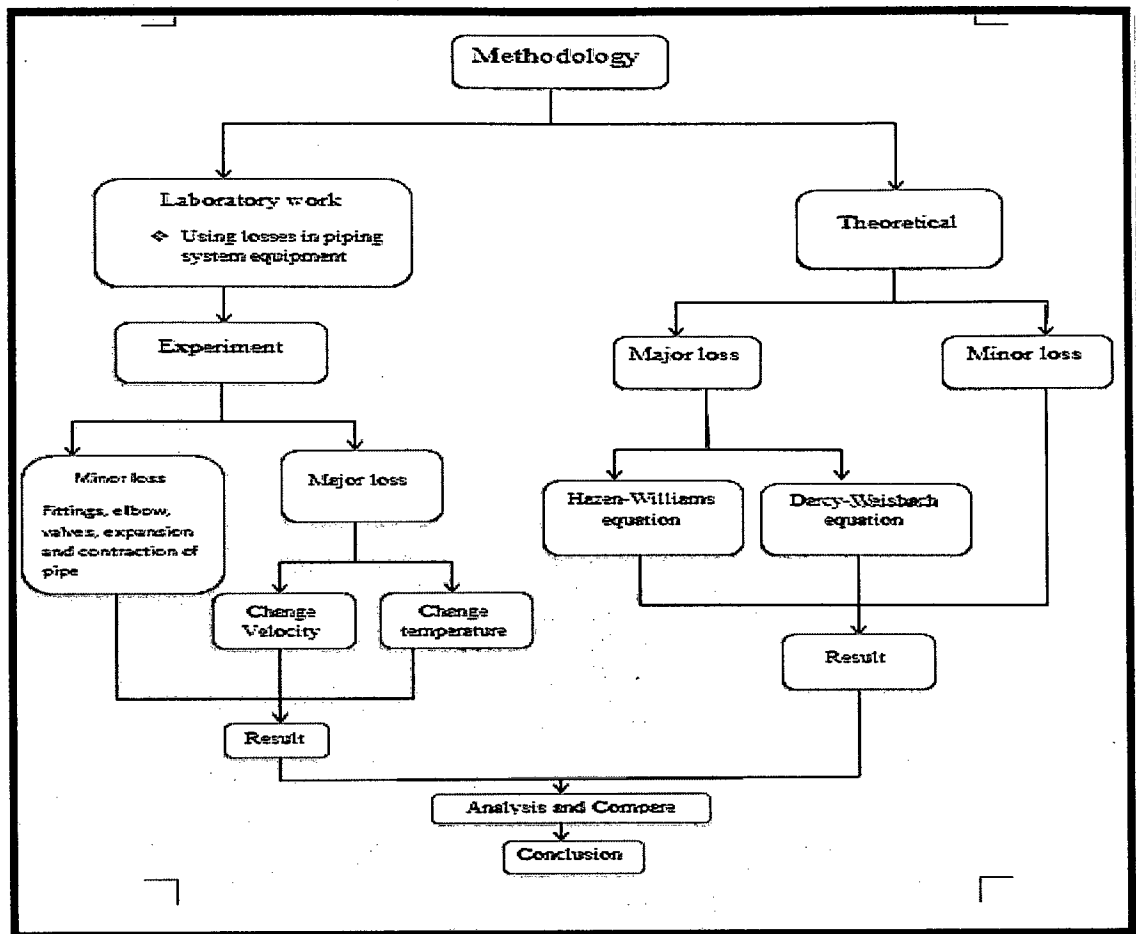 Methodology
Laboratory work
❖ Using losses in piping
system equipment
Theoretical
Experiment
Major loss
Minor loss
Minor loss
Fittings, elbow,
valves, expansion
and contraction of
pipe
Major loss
Hazen-Williams
equation
Darcy-Weisbach
equation
Change
Velocity
Change
temperature
Result
Result
Analysis and Compare
Conclusion